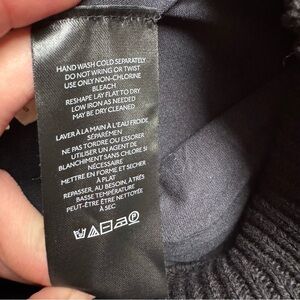 HAND WASH COLD SEPARATELY
DO NOT WRING OR TWIST
USE ONLY NON-CHLORINE
BLEACH
RESHAPE LAY FLAT TO DRY
LOW IRON AS NEEDED
MAY BE DRY CLEANED
LAVER À LA MAIN À L'EAU FROIDE
SÉPARÉMEN
NE PAS TORDRE OU ESSORER
UTILISER UN AGENT DE
BLANCHIMENT SANS CHLORE SI
NÉCESSAIRE
METTRE EN FORME ET SÉCHER
À PLAT
REPASSER, AU BESOIN, À TRÈS
BASSE TEMPÉRATURE
PEUT-ÊTRE ÊTRE NETTOYÉE
À SEC